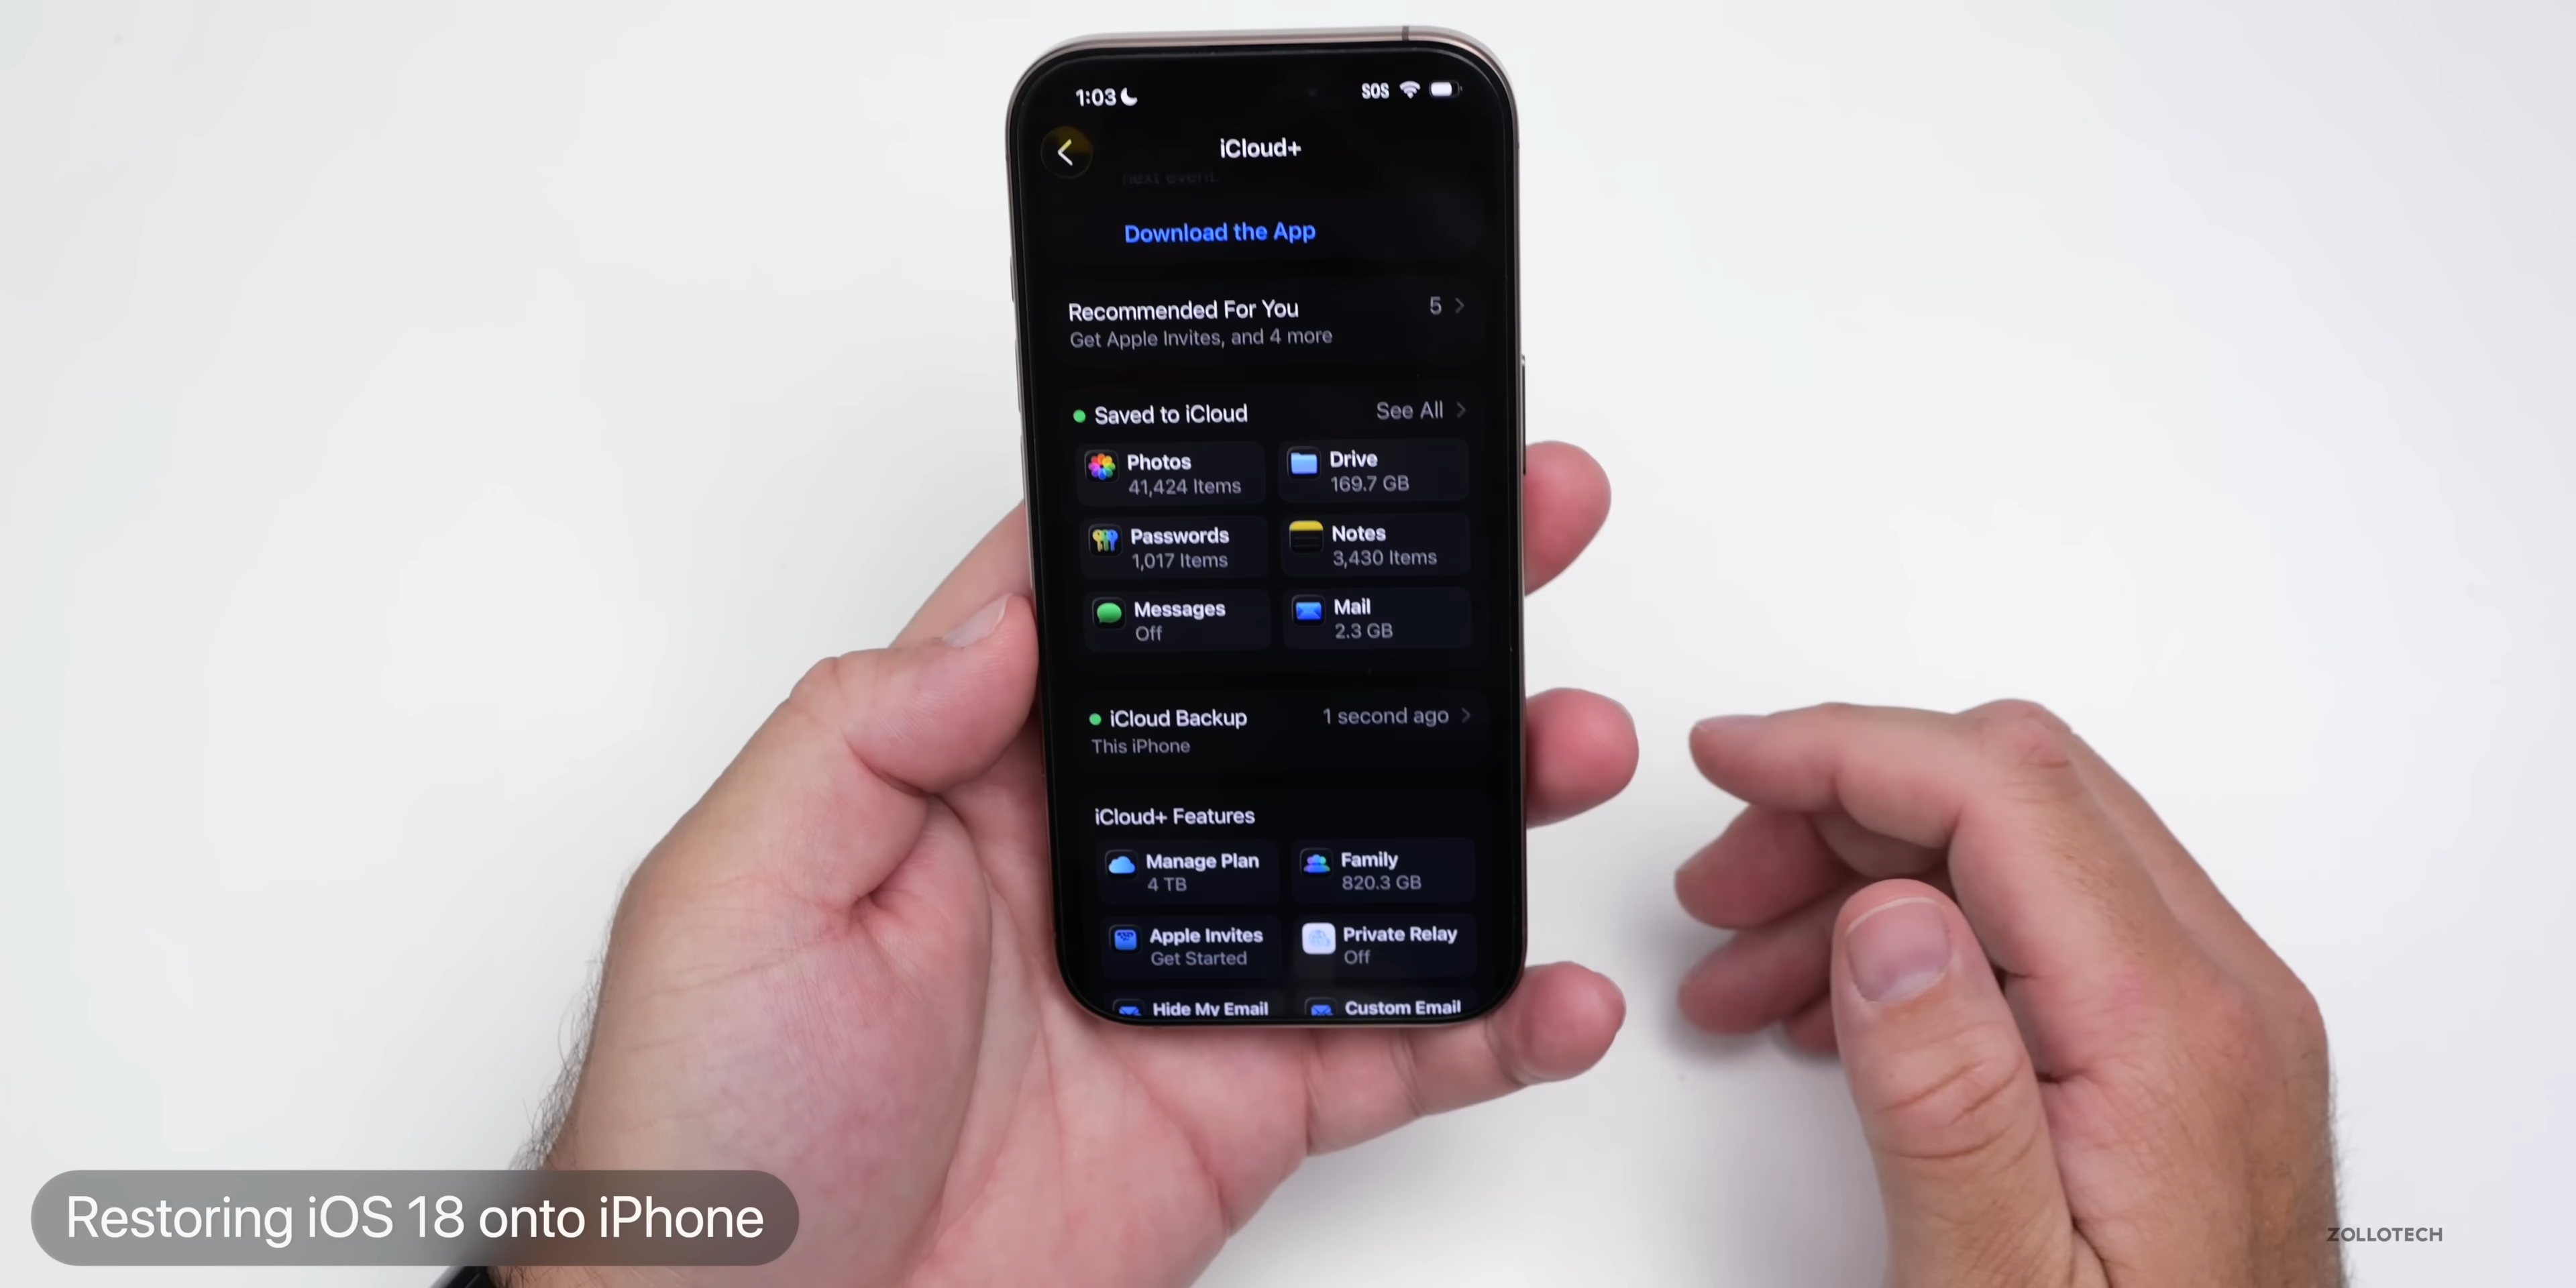 1:03
SOS
iCloud+
next event.
Download the App
Recommended For You
5
Get Apple Invites, and 4 more
Saved to iCloud
See All
Photos
41,424 Items
Drive
169.7 GB
Passwords
1,017 Items
Notes
3,430 Items
Messages
Off
Mail
2.3 GB
iCloud Backup
1 second ago
This iPhone
iCloud+ Features
Manage Plan
4 TB
Family
820.3 GB
Apple Invites
Get Started
Private Relay
Off
Hide My Email
Custom Email
Restoring iOS 18 onto iPhone
ZOLLOTECH